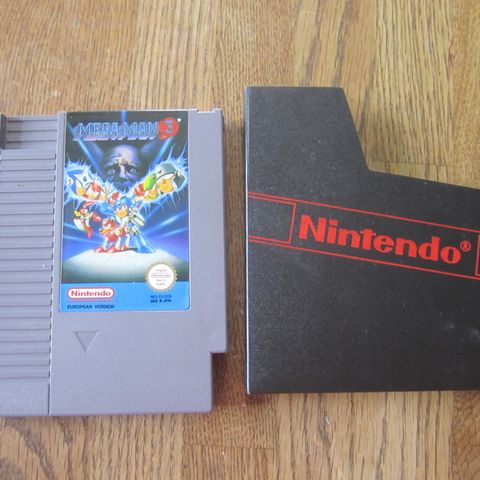 MEGA MAN 3
Nintendo
EUROPEAN VERSION
Nintendo®